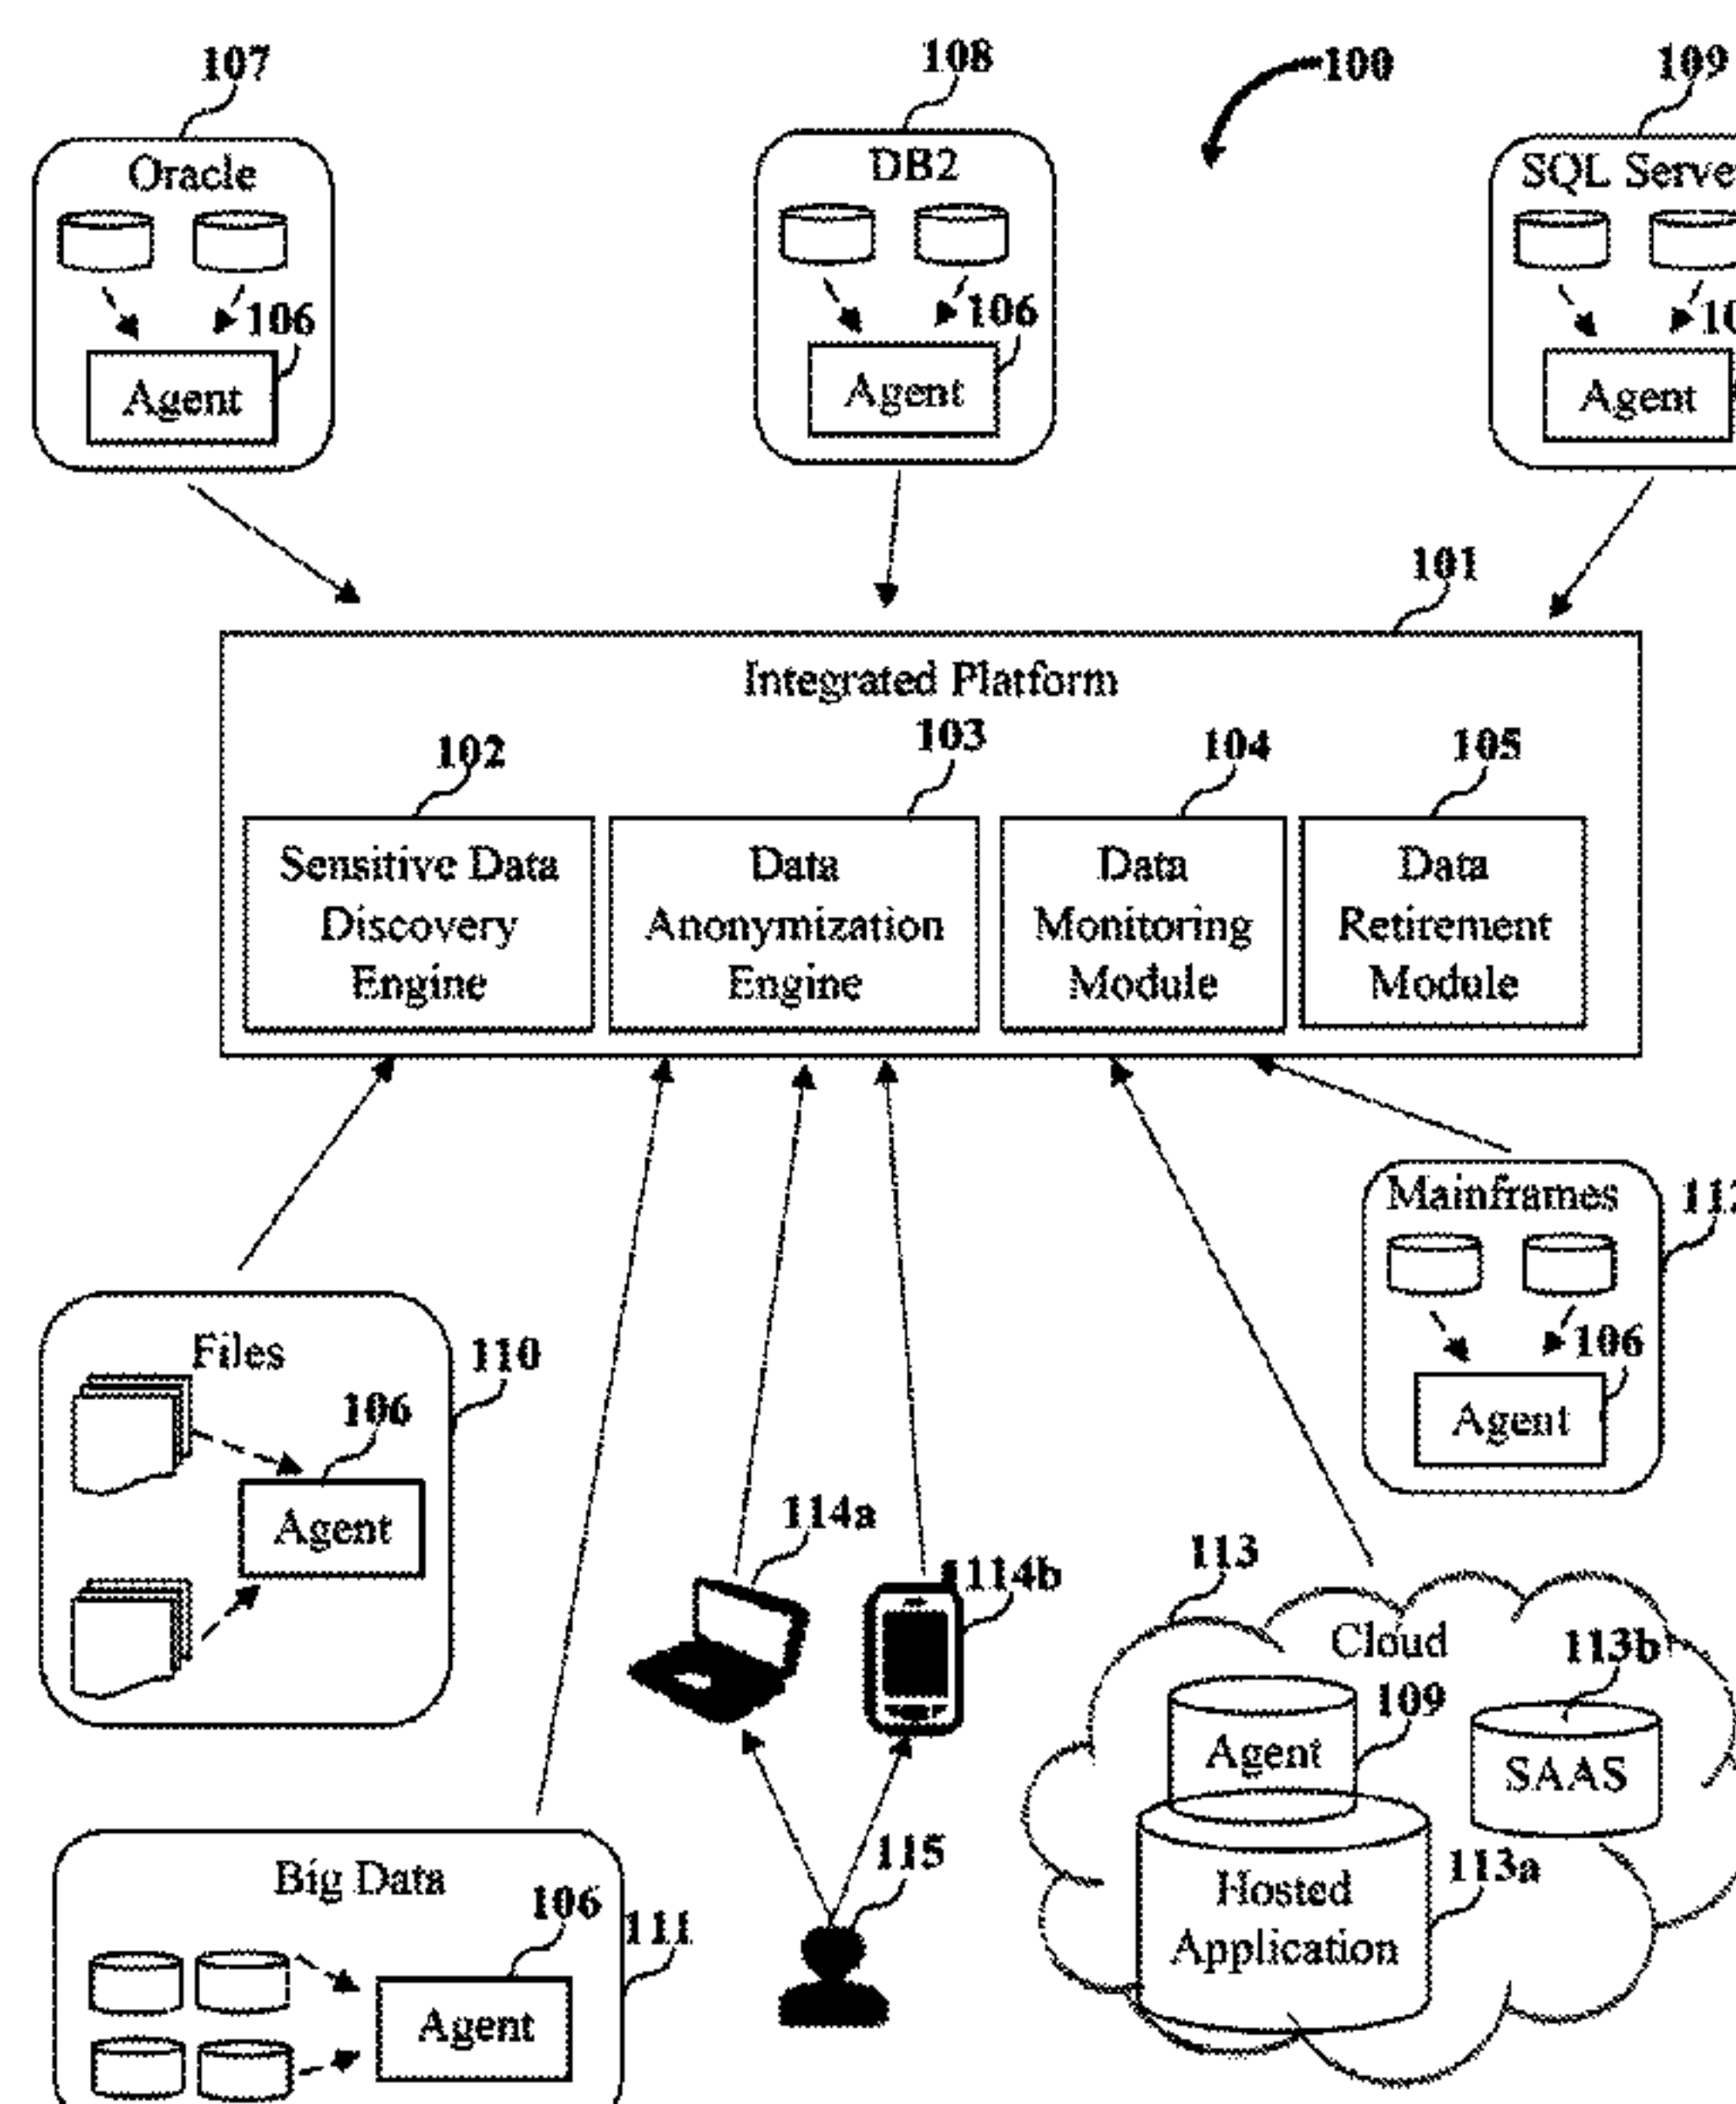 107
108
100
109
Oracle
DB2
SQL Serve
106
106
10
Agent
Agent
Agent
101
Integrated Platform
102
103
104
105
Sensitive Data
Discovery
Engine
Data
Anonymization
Engine
Data
Monitoring
Module
Data
Retirement
Module
Mainframes
112
106
Agent
Files
110
106
Agent
114a
114b
113
Cloud
113b
109
Agent
SAAS
115
113a
Hosted
Application
Big Data
106
111
Agent